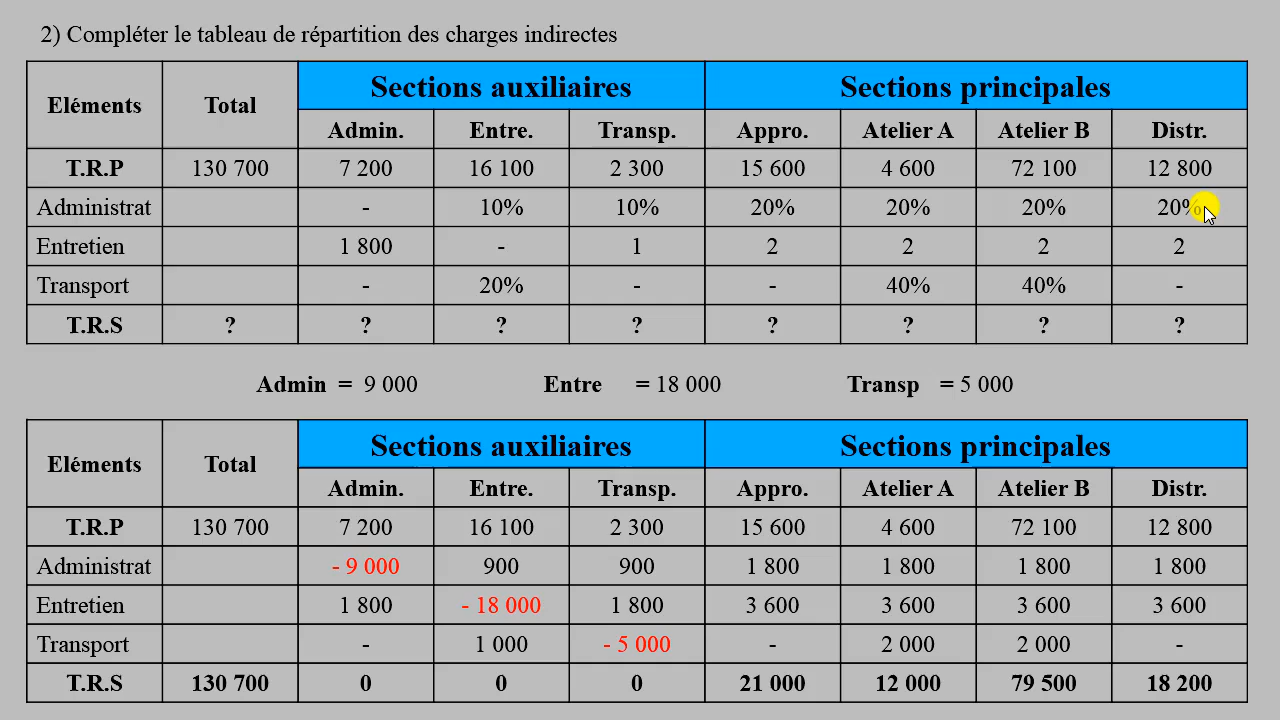 2) Compléter le tableau de répartition des charges indirectes
Eléments Total Sections auxiliaires Sections principales
Admin. Entre. Transp. Appro. Atelier A Atelier B Distr.
T.R.P 130 700 7 200 16 100 2 300 15 600 4 600 72 100 12 800
Administrat - 10% 10% 20% 20% 20% 20%
Entretien 1 800 - 1 2 2 2 2
Transport - 20% - - 40% 40% -
T.R.S ? ? ? ? ? ? ? ?
Admin = 9 000 Entre = 18 000 Transp = 5 000
Eléments Total Sections auxiliaires Sections principales
Admin. Entre. Transp. Appro. Atelier A Atelier B Distr.
T.R.P 130 700 7 200 16 100 2 300 15 600 4 600 72 100 12 800
Administrat - 9 000 900 900 1 800 1 800 1 800 1 800
Entretien 1 800 - 18 000 1 800 3 600 3 600 3 600 3 600
Transport - 1 000 - 5 000 - 2 000 2 000 -
T.R.S 130 700 0 0 0 21 000 12 000 79 500 18 200